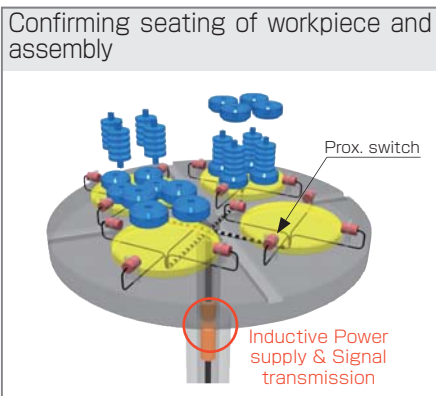 Confirming seating of workpiece and
assembly
Prox. switch
Inductive Power
supply & Signal
transmission